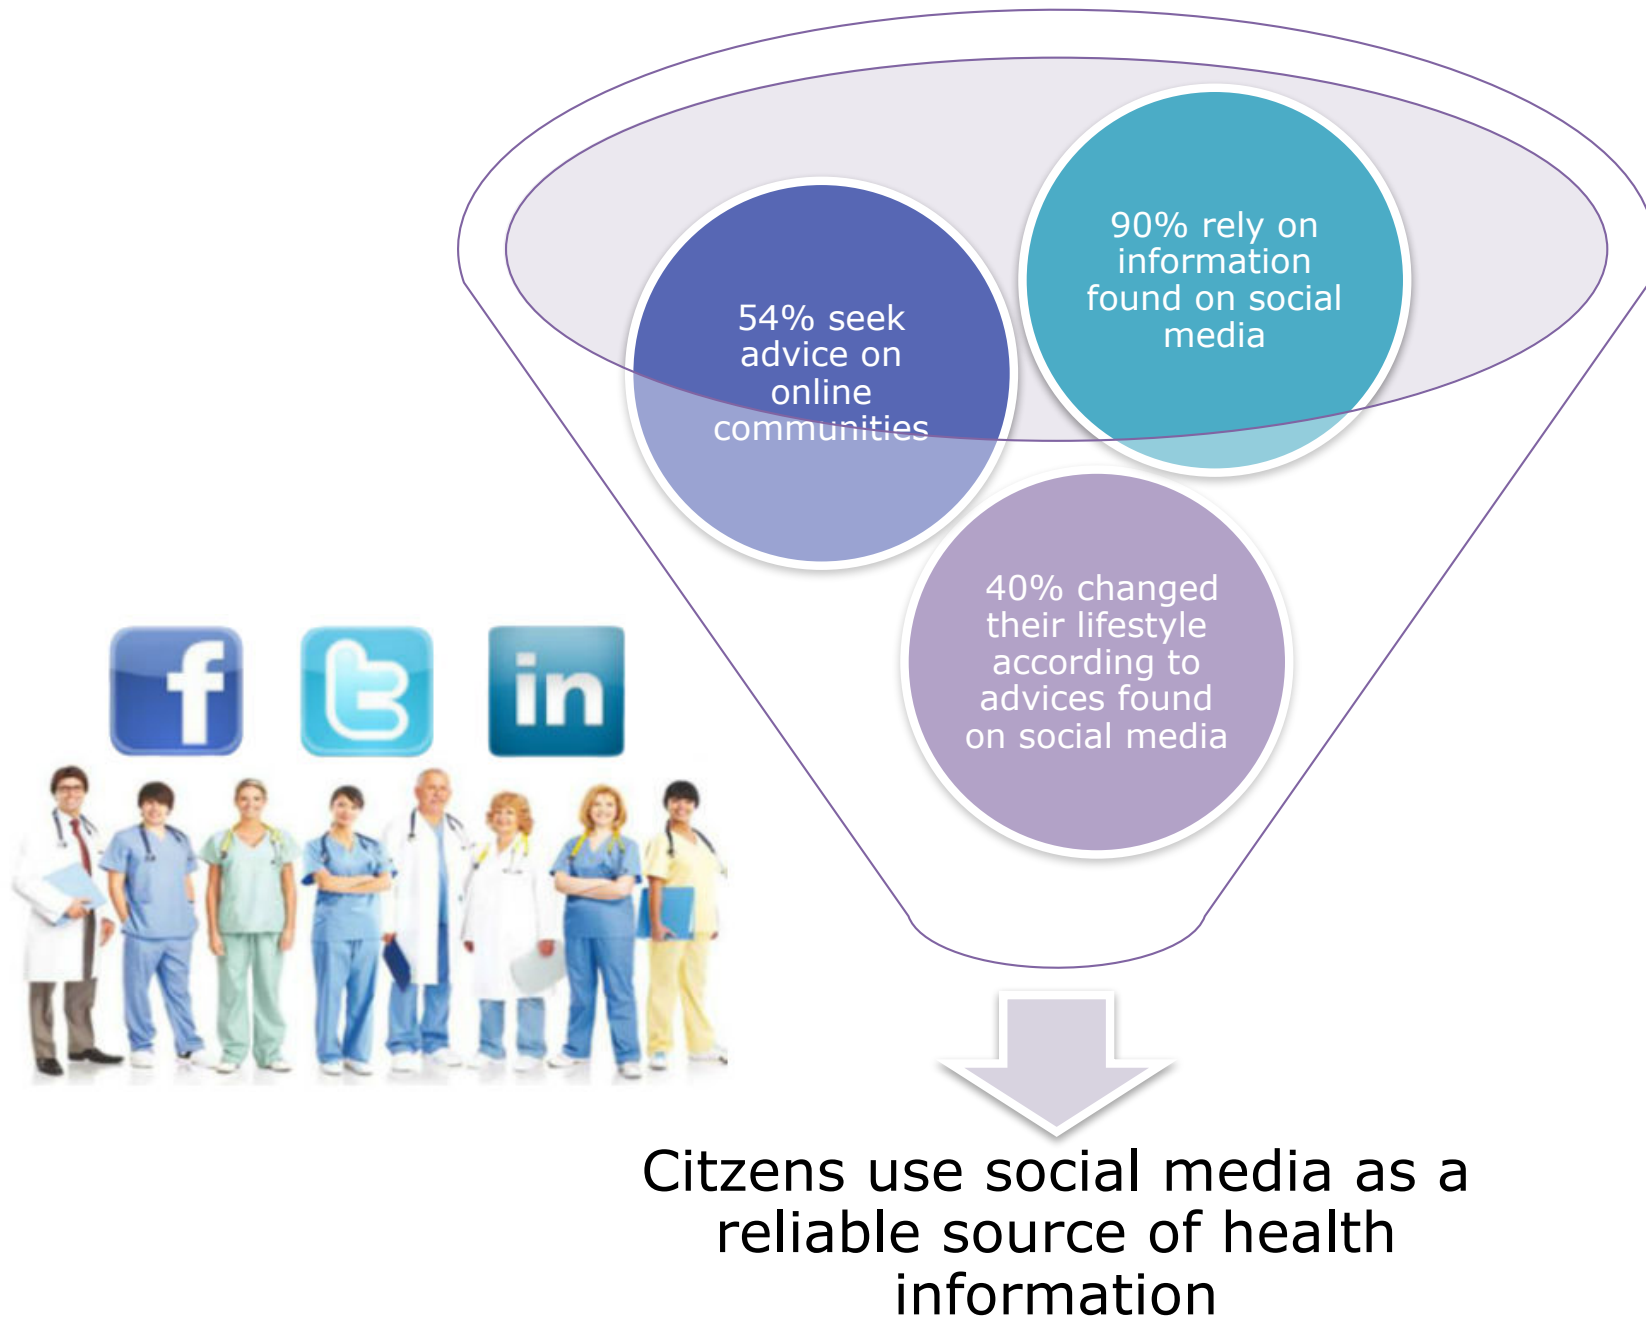 90% rely on
information
found on social
media
54% seek
advice on
online
communities
40% changed
their lifestyle
according to
advices found
on social media
f
t
in
Citzens use social media as a
reliable source of health
information